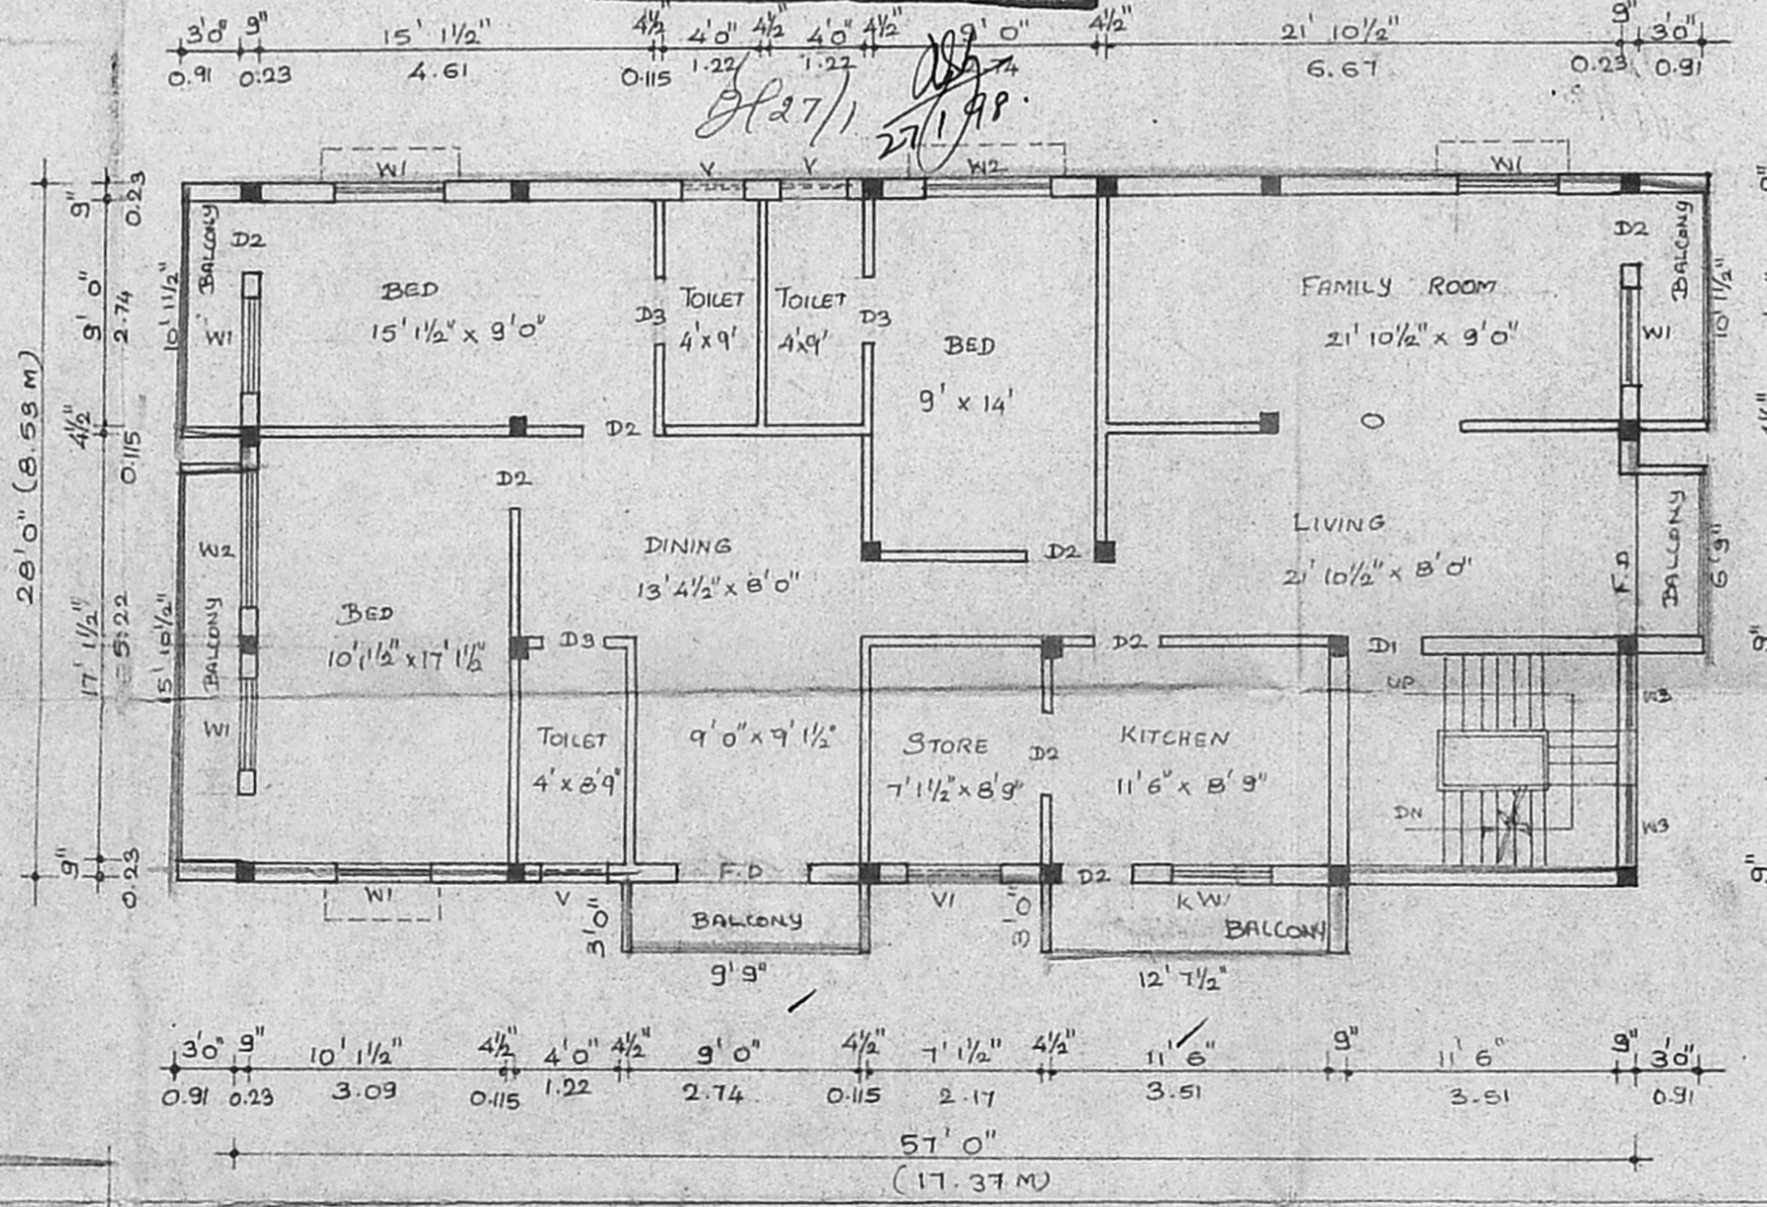 3'0" 9" 15' 1½" 4½" 4'0" 4½" 4'0" 4½" 9' 0" 4½" 21' 10½" 9" 3'0"
0.91 0.23 4.61 0.115 1.22 1.22 74 6.67 0.23 0.91
27/1 27/1/98.
W1 V V W2 W1
9" 0.23
BALCONY D2 D2 BALCONY
9' 0" 2.74 10' 1½" 10' 1½"
BED TOILET TOILET FAMILY ROOM
15' 1½" x 9'0" D3 4'x9' 4'x9' D3 BED 21' 10½" x 9'0"
W1 W1
9' x 14'
4½" 0.115
D2 O
D2
28'0" (8.53 M)
DINING LIVING
W2 13' 4½" x 8'0" D2 21' 10½" x 8'0" F.D BALCONY 6'9"
17' 1½" 5.22 15' 10½" BALCONY
BED
10' 1½" x 17' 1½" D3 D2 D1 9"
UP W3
W1 TOILET 9' 0" x 9' 1½" STORE D2 KITCHEN
4' x 8'9" 7' 1½" x 8'9" 11'6" x 8' 9"
DN W3
9" 0.23 F.D D2 9"
W1 V V1 K W1
3'0" BALCONY 3'-0" BALCONY
9'9" 12' 7½"
3'0" 9" 10' 1½" 4½" 4'0" 4½" 9'0" 4½" 7' 1½" 4½" 11' 6" 9" 11' 6" 9" 3'0"
0.91 0.23 3.09 0.115 1.22 2.74 0.115 2.17 3.51 3.51 0.91
57' 0"
(17.37 M)